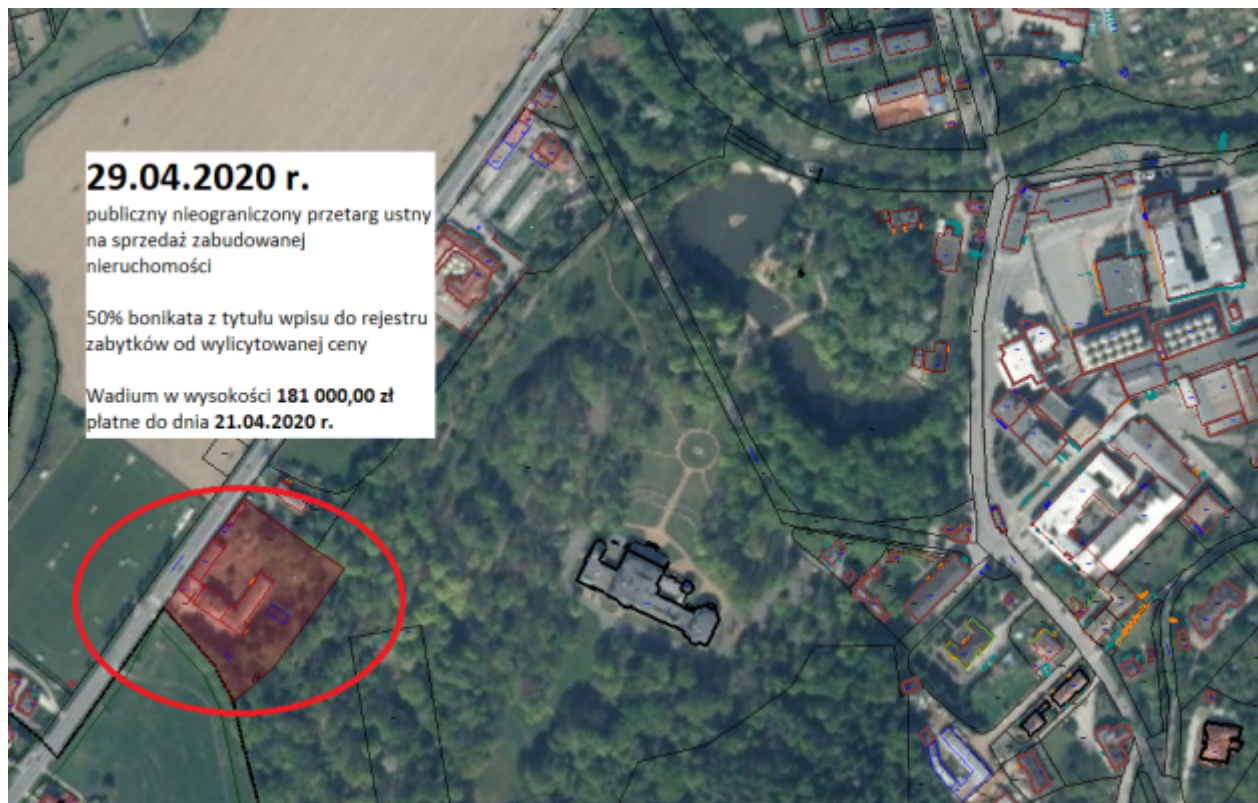 29.04.2020 r.
publiczny nieograniczony przetarg ustny
na sprzedaż zabudowanej
nieruchomości
50% bonikata z tytułu wpisu do rejestru
zabytków od wylicytowanej ceny
Wadium w wysokości 181 000,00 zł
płatne do dnia 21.04.2020 r.